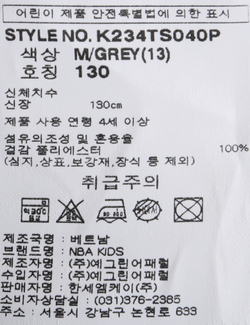 어린이 제품 안전특별법에 의한 표시
STYLE NO. K234TS040P
색상 M/GREY(13)
호칭 130
신체치수
신장 130cm
제품 사용 연령 4세 이상
섬유의조성 및 혼용율
겉감 폴리에스터 100%
(심지,상표,보강재,장식 등 제외)
취급주의
제조국명 : 베트남
브랜드명 : NBA KIDS
제조자명 : (주)예그린어패럴
수입자명 : (주)예그린어패럴
판매자명 : 한세엠케이(주)
소비자상담실 : (031)376-2385
주소 : 서울시 강남구 논현로 633